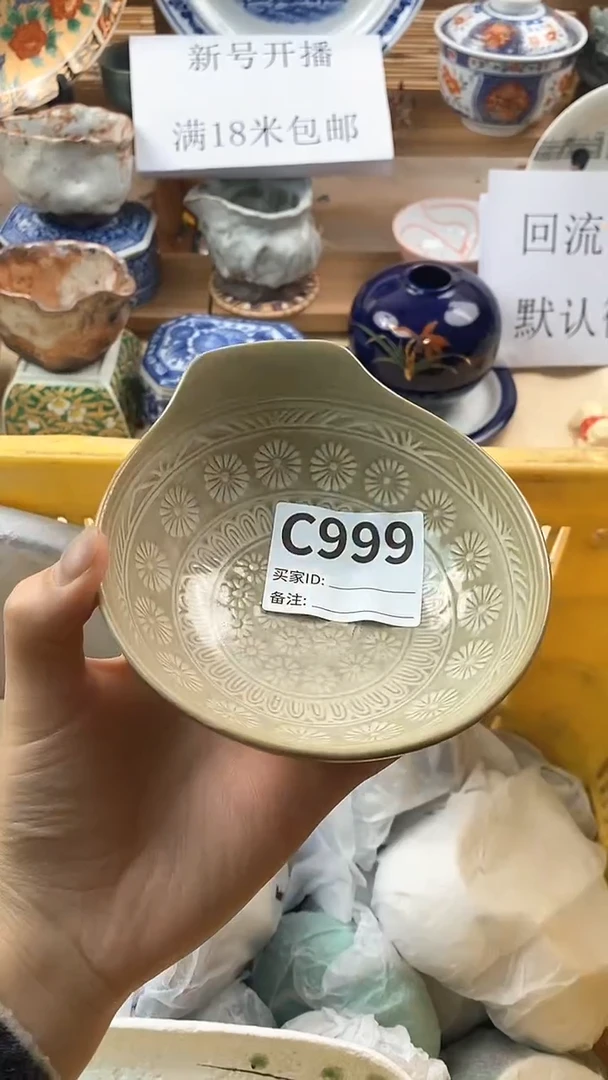 新号开播
满18米包邮
回流
默认
C999
买家ID:
备注: